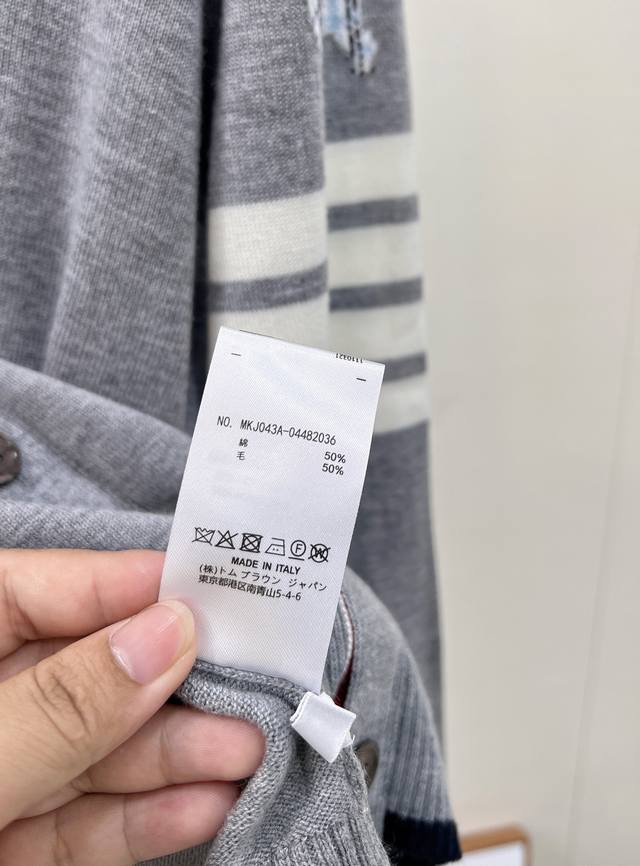 NO. MKJ043A-04482036
綿 50%
毛 50%
MADE IN ITALY
(株)トム ブラウン ジャパン
東京都港区南青山5-4-6